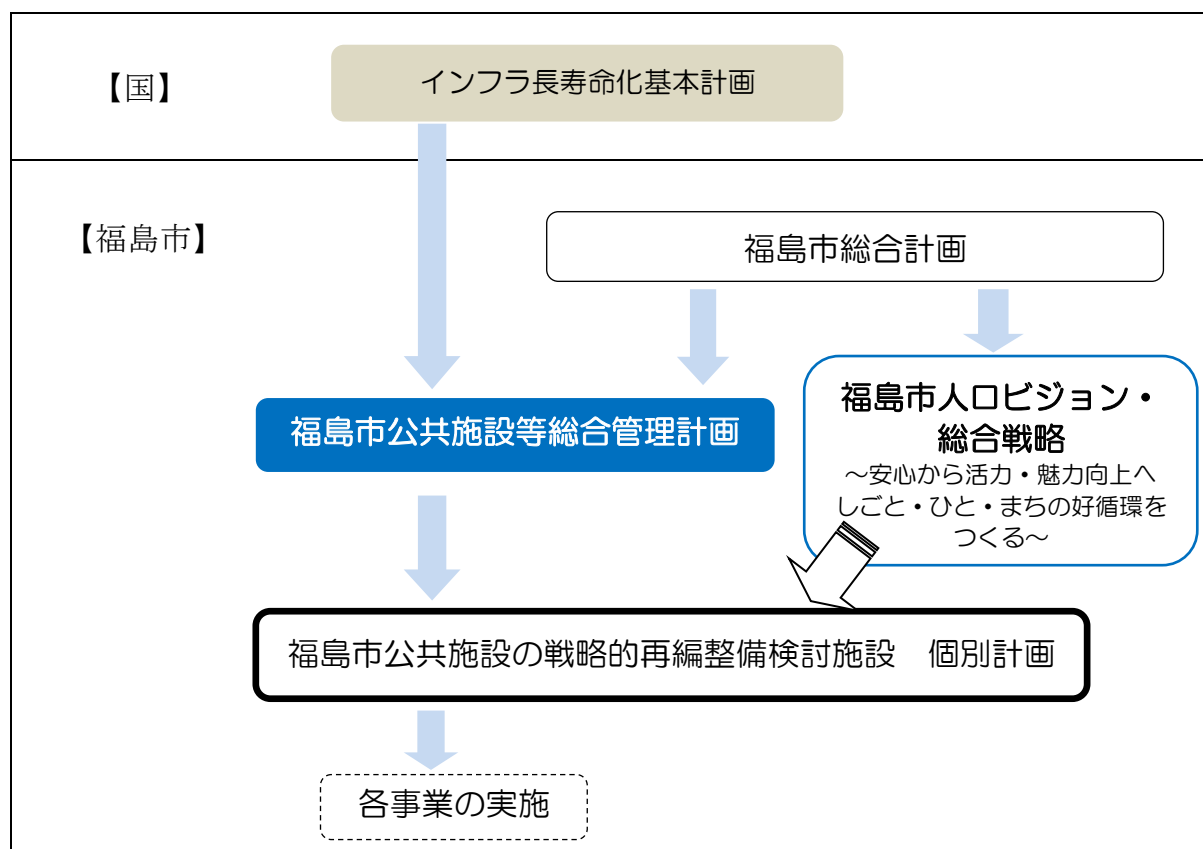 【国】
インフラ長寿命化基本計画
【福島市】
福島市総合計画
福島市公共施設等総合管理計画
福島市人口ビジョン・
総合戦略
～安心から活力・魅力向上へ
しごと・ひと・まちの好循環を
つくる～
福島市公共施設の戦略的再編整備検討施設　個別計画
各事業の実施